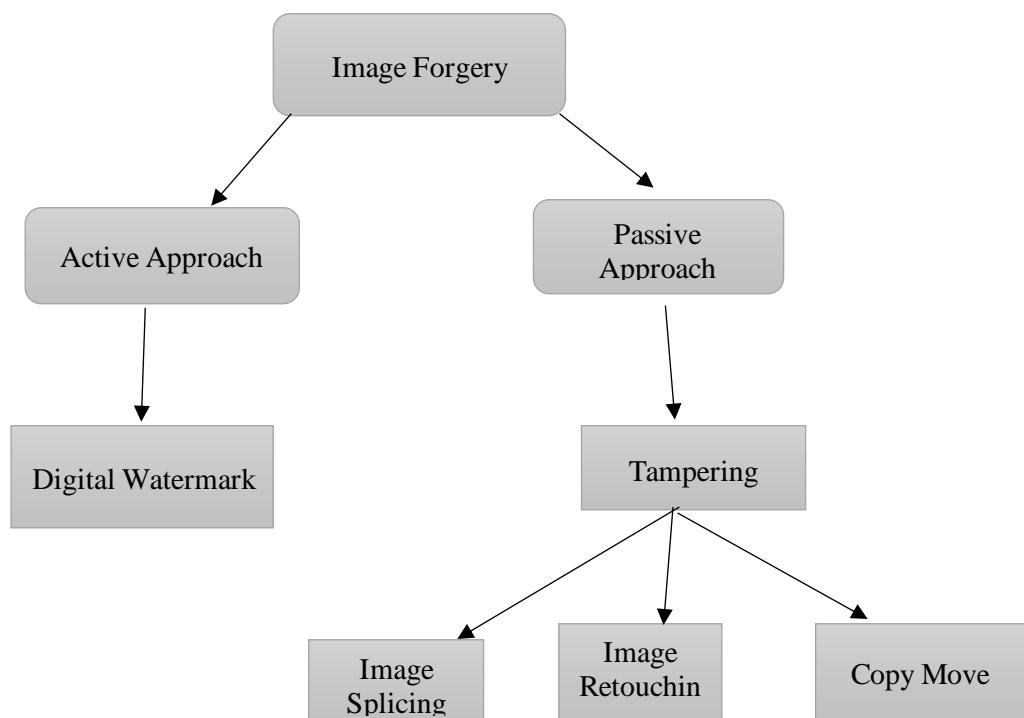 Image Forgery
Active Approach
Passive
Approach
Digital Watermark
Tampering
Image
Splicing
Image
Retouchin
Copy Move